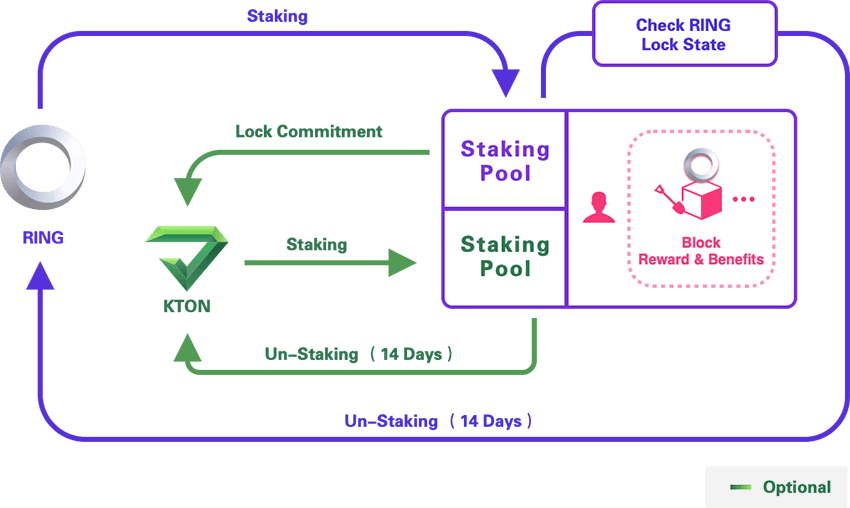 Staking
Check RING
Lock State
Lock Commitment
Staking
Pool
RING
Staking
Staking
Pool
Block
Reward & Benefits
KTON
Un–Staking ( 14 Days )
Un–Staking ( 14 Days )
Optional